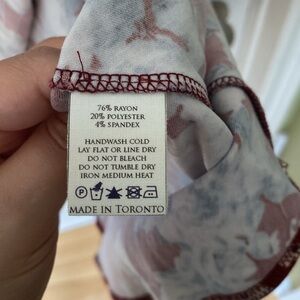 76% RAYON
20% POLYESTER
4% SPANDEX
HANDWASH COLD
LAY FLAT OR LINE DRY
DO NOT BLEACH
DO NOT TUMBLE DRY
IRON MEDIUM HEAT
P
MADE IN TORONTO